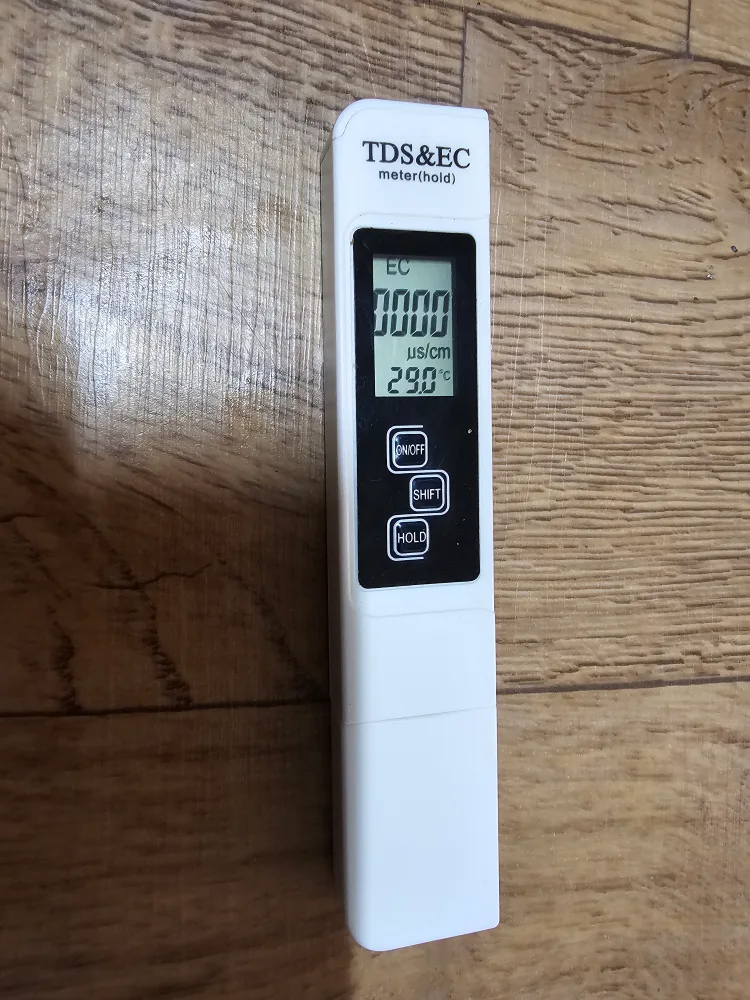 TDS&EC
meter(hold)
EC
0000
µs/cm
29.0 °C
ON/OFF
SHIFT
HOLD